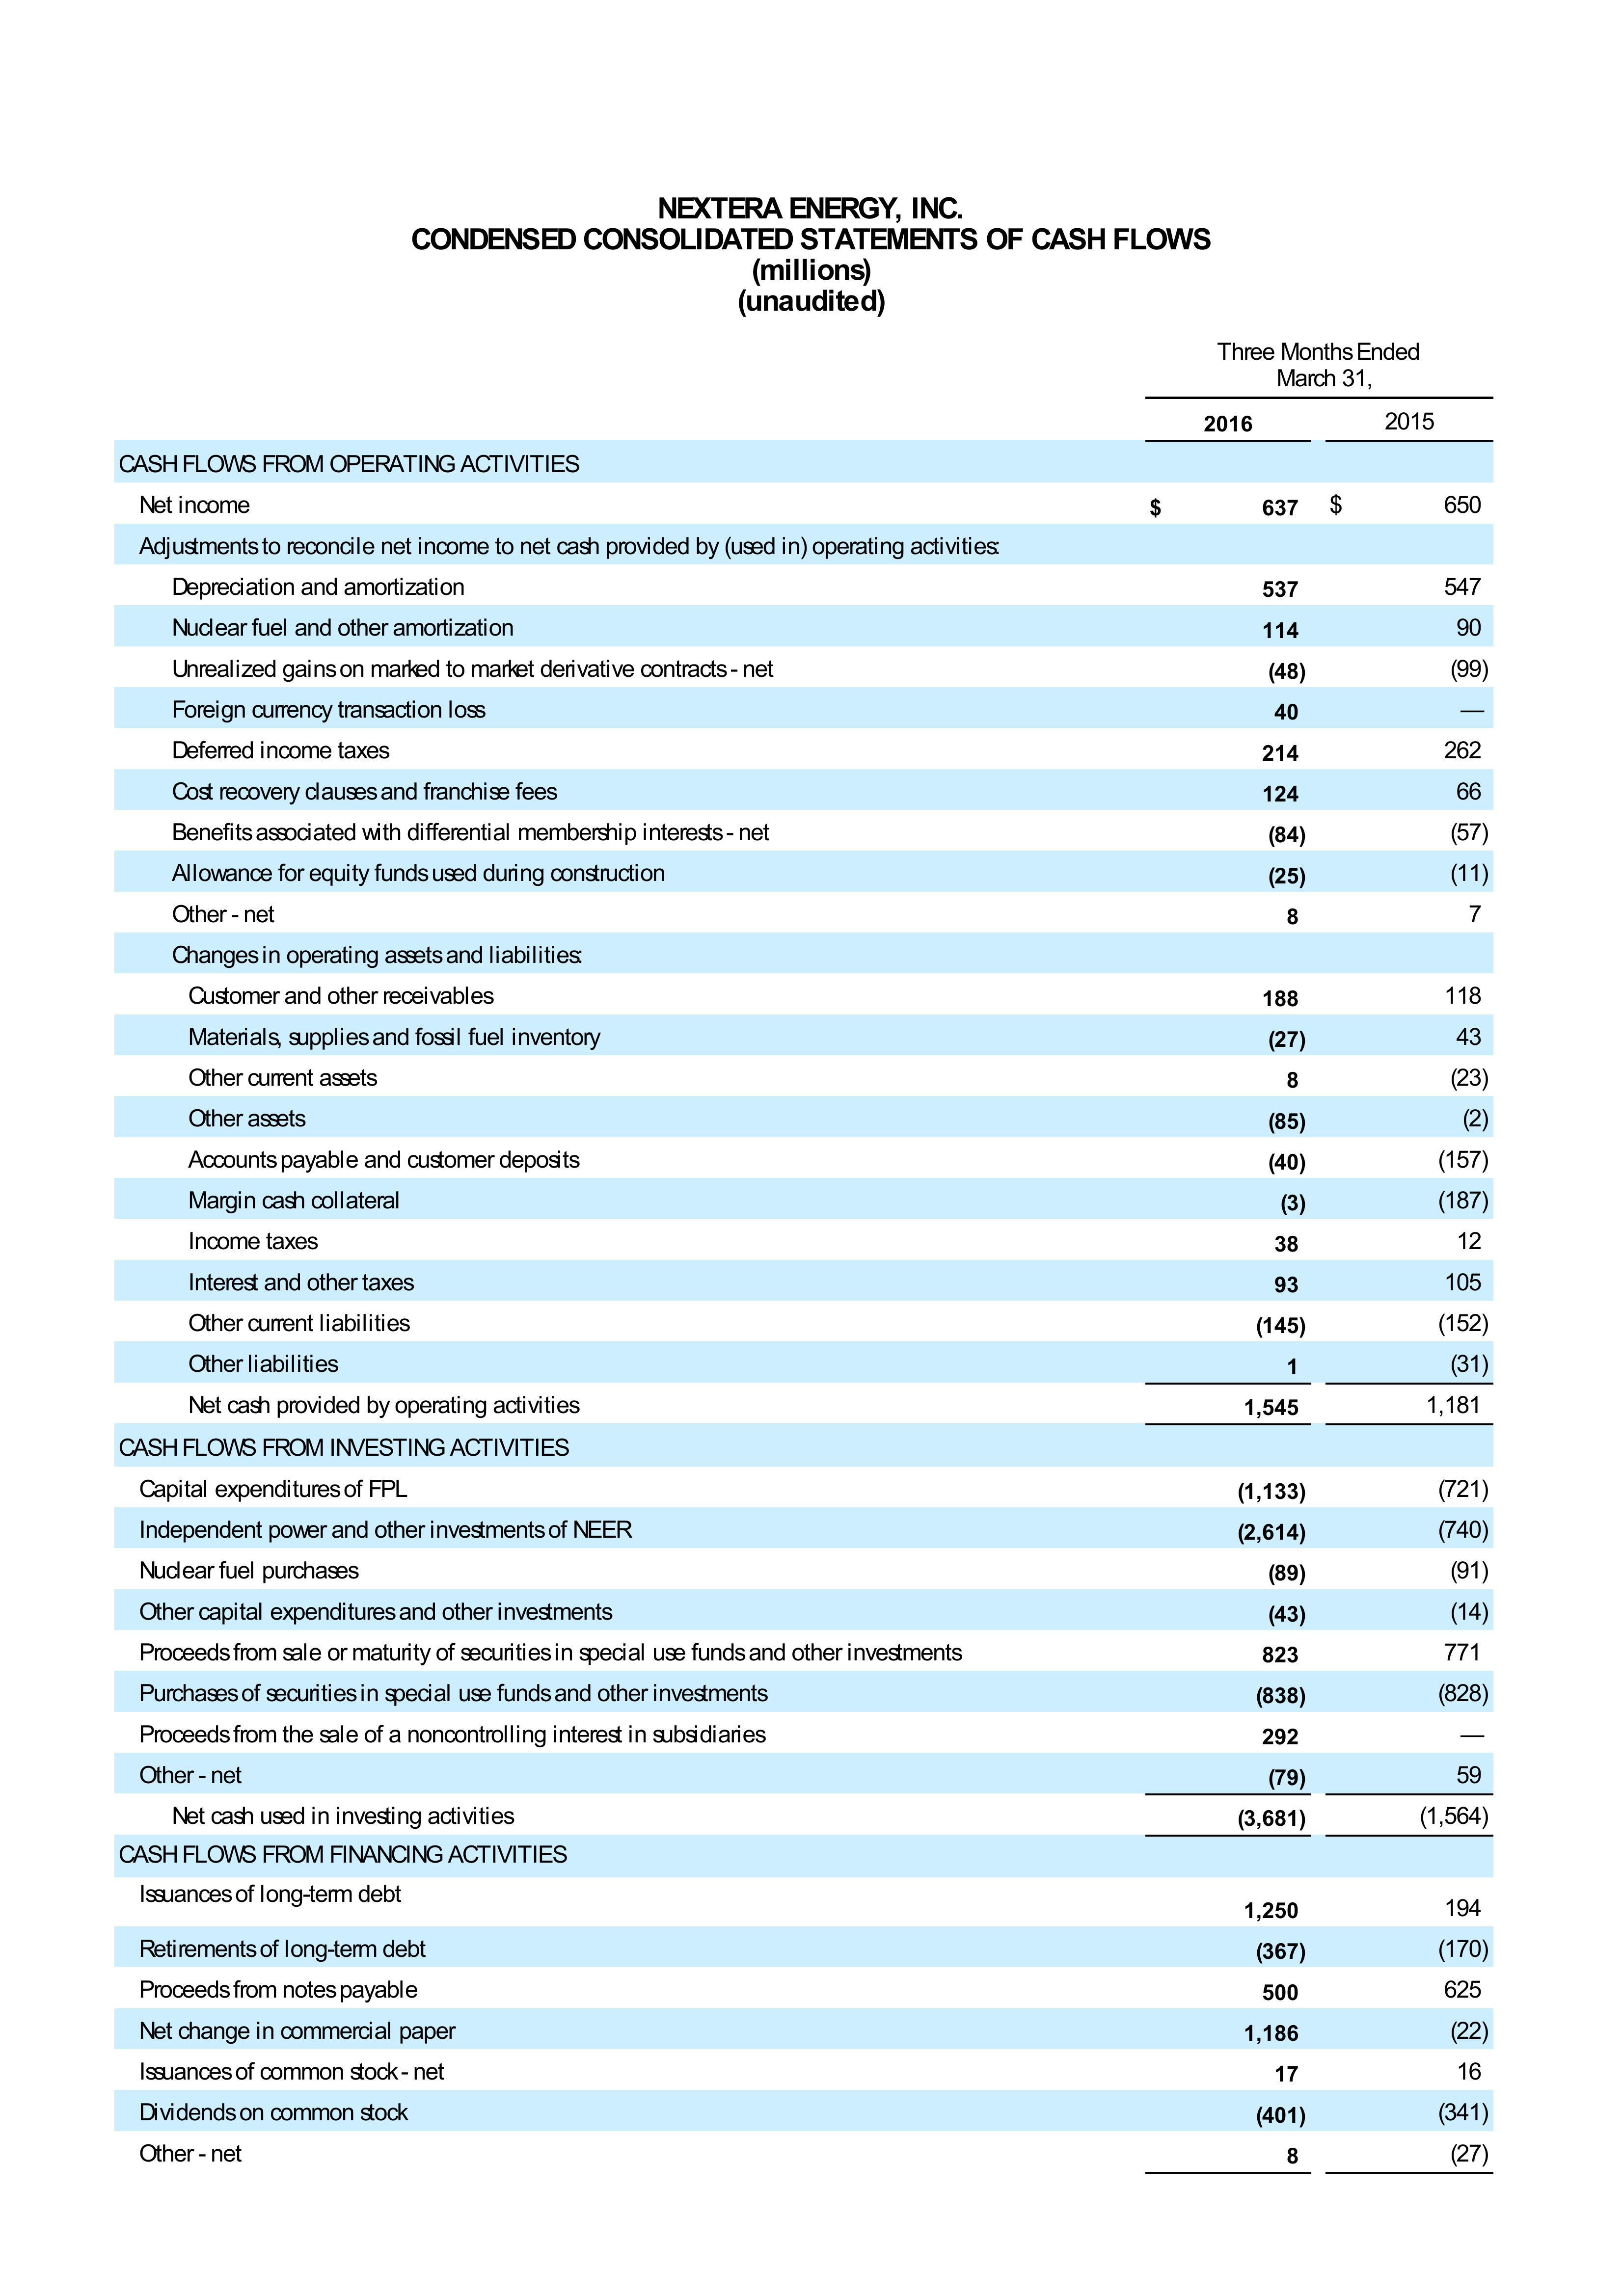 NEXTERA ENERGY, INC.
CONDENSED CONSOLIDATED STATEMENTS OF CASH FLOWS
(millions)
(unaudited)
Three Months Ended
March 31,
2016 2015
CASH FLOWS FROM OPERATING ACTIVITIES
Net income $ 637 $ 650
Adjustments to reconcile net income to net cash provided by (used in) operating activities:
Depreciation and amortization 537 547
Nuclear fuel and other amortization 114 90
Unrealized gains on marked to market derivative contracts - net (48) (99)
Foreign currency transaction loss 40 —
Deferred income taxes 214 262
Cost recovery clauses and franchise fees 124 66
Benefits associated with differential membership interests - net (84) (57)
Allowance for equity funds used during construction (25) (11)
Other - net 8 7
Changes in operating assets and liabilities:
Customer and other receivables 188 118
Materials, supplies and fossil fuel inventory (27) 43
Other current assets 8 (23)
Other assets (85) (2)
Accounts payable and customer deposits (40) (157)
Margin cash collateral (3) (187)
Income taxes 38 12
Interest and other taxes 93 105
Other current liabilities (145) (152)
Other liabilities 1 (31)
Net cash provided by operating activities 1,545 1,181
CASH FLOWS FROM INVESTING ACTIVITIES
Capital expenditures of FPL (1,133) (721)
Independent power and other investments of NEER (2,614) (740)
Nuclear fuel purchases (89) (91)
Other capital expenditures and other investments (43) (14)
Proceeds from sale or maturity of securities in special use funds and other investments 823 771
Purchases of securities in special use funds and other investments (838) (828)
Proceeds from the sale of a noncontrolling interest in subsidiaries 292 —
Other - net (79) 59
Net cash used in investing activities (3,681) (1,564)
CASH FLOWS FROM FINANCING ACTIVITIES
Issuances of long-term debt 1,250 194
Retirements of long-term debt (367) (170)
Proceeds from notes payable 500 625
Net change in commercial paper 1,186 (22)
Issuances of common stock - net 17 16
Dividends on common stock (401) (341)
Other - net 8 (27)